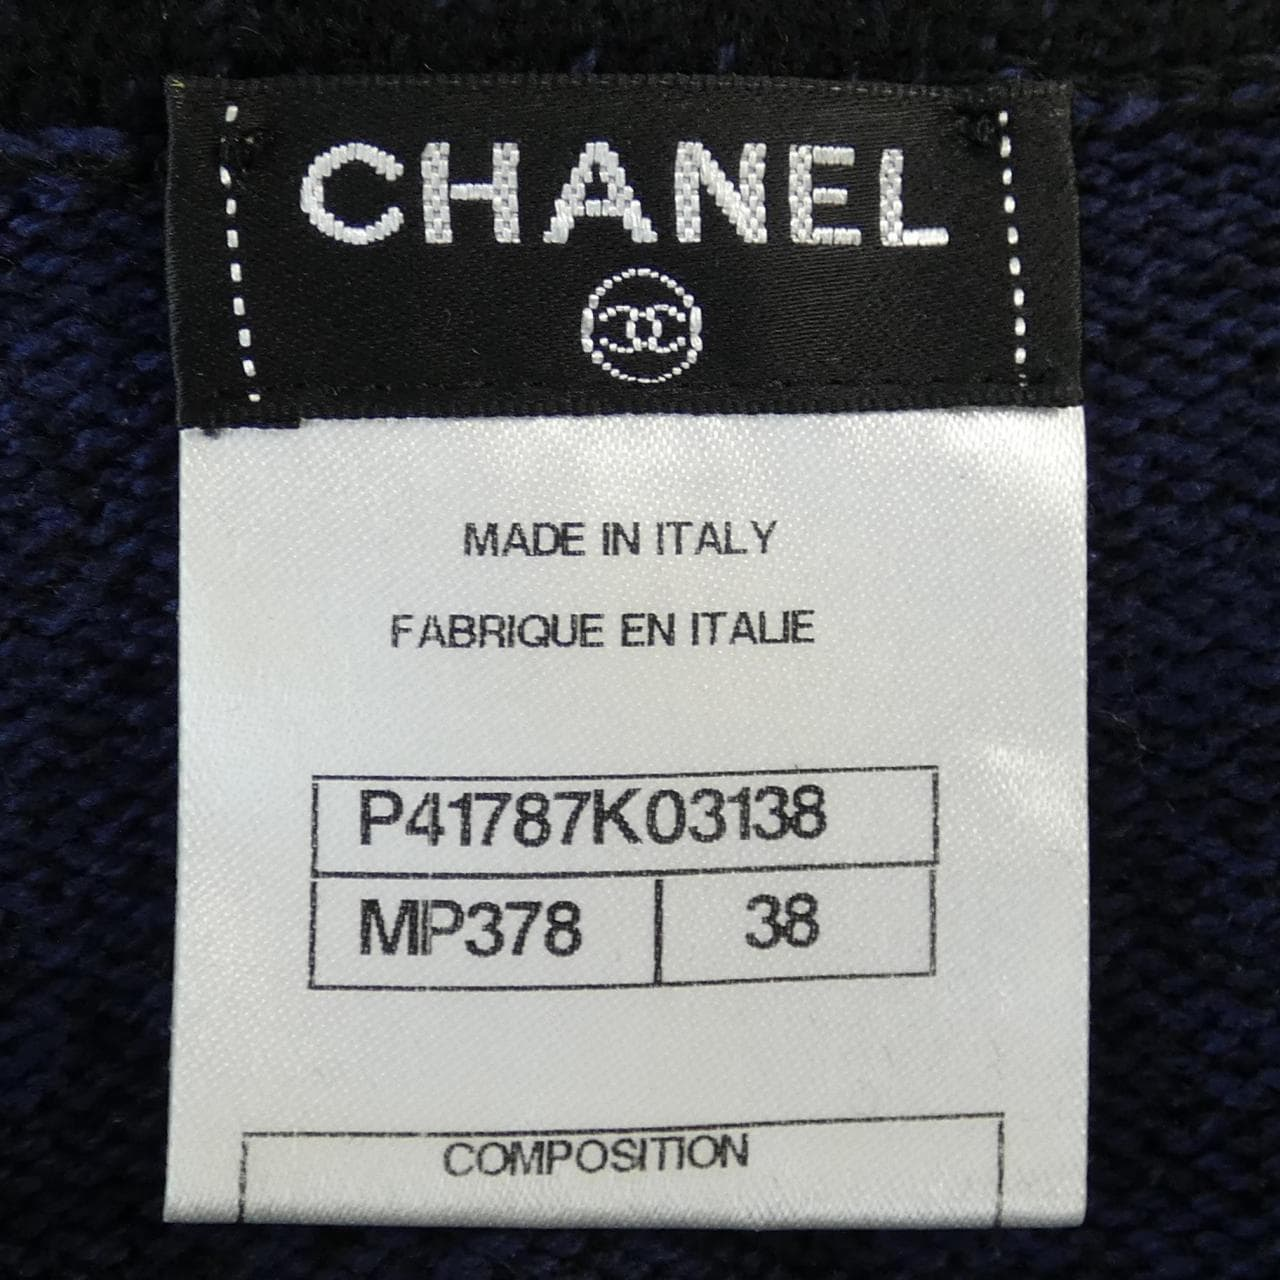 CHANEL
MADE IN ITALY
FABRIQUE EN ITALIE
P41787K03138
MP378 38
COMPOSITION